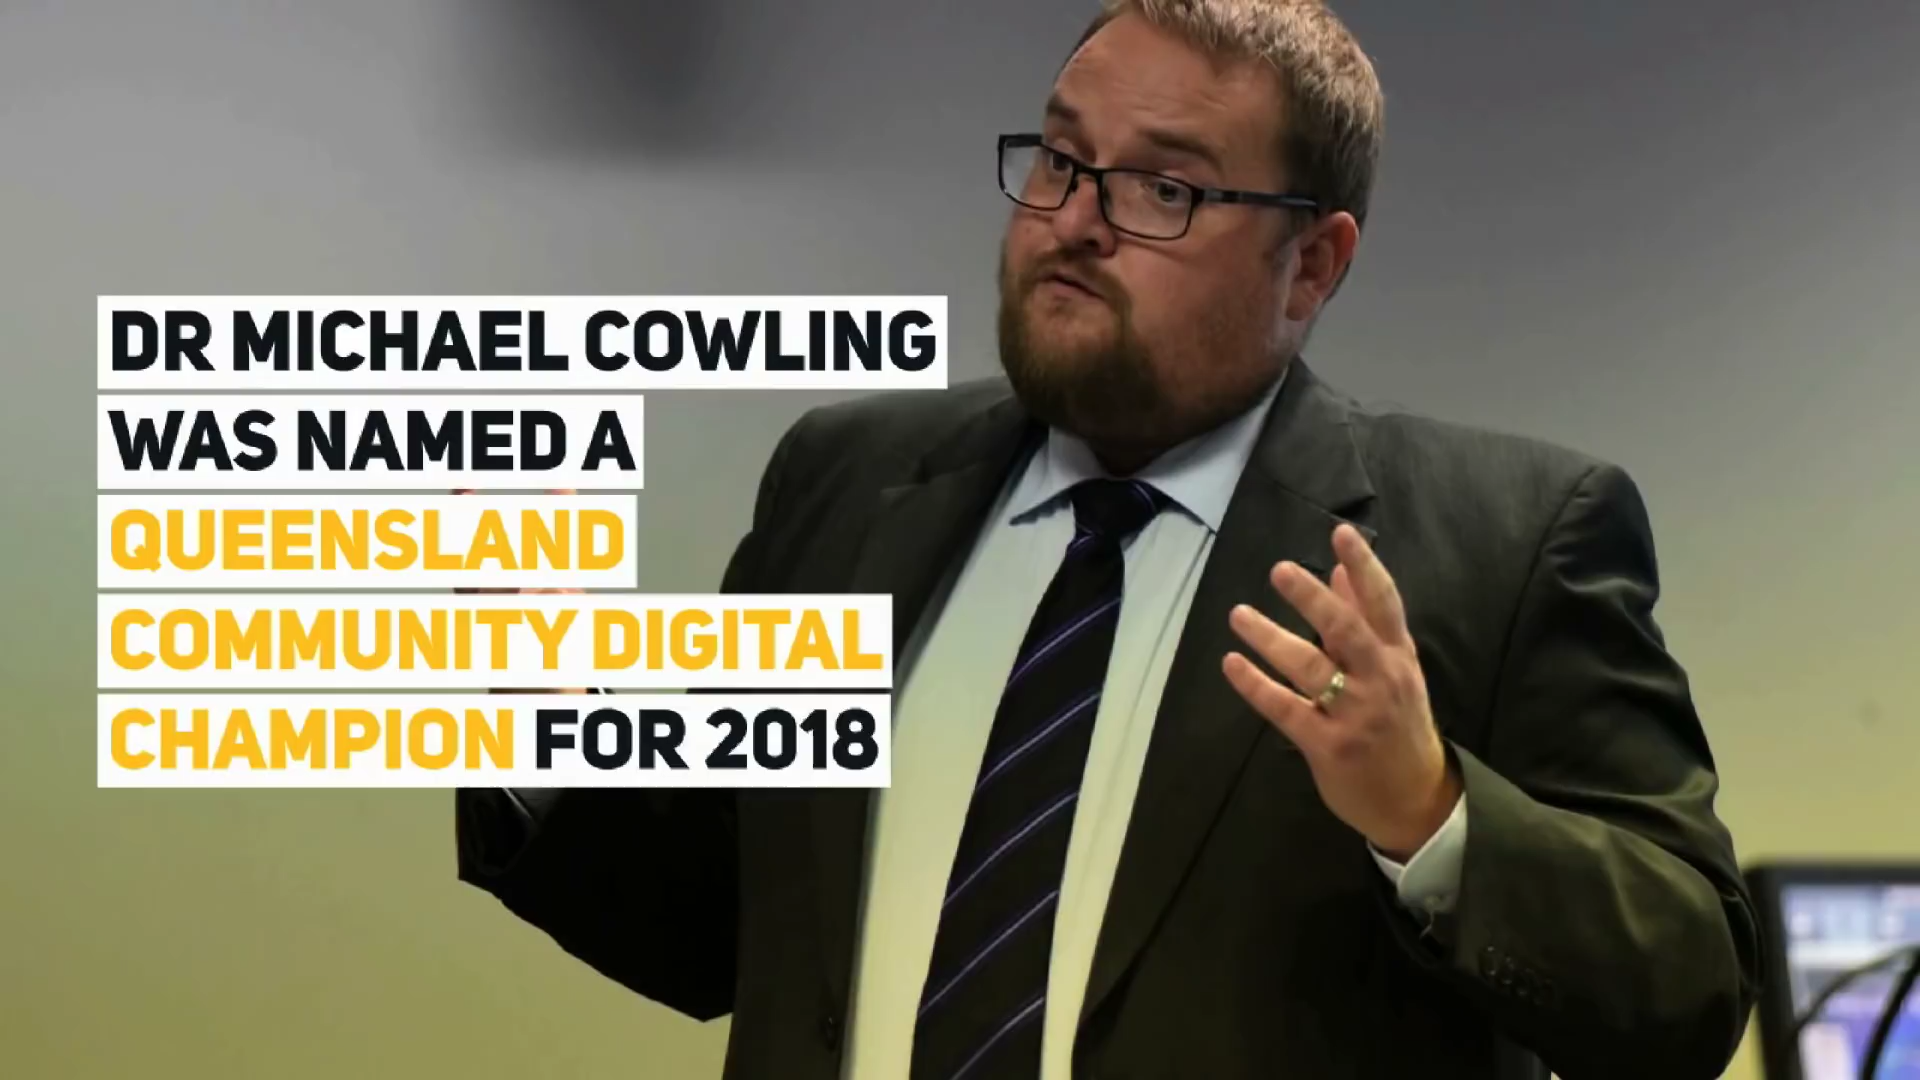 DR MICHAEL COWLING
WAS NAMED A
QUEENSLAND
COMMUNITY DIGITAL
CHAMPION FOR 2018